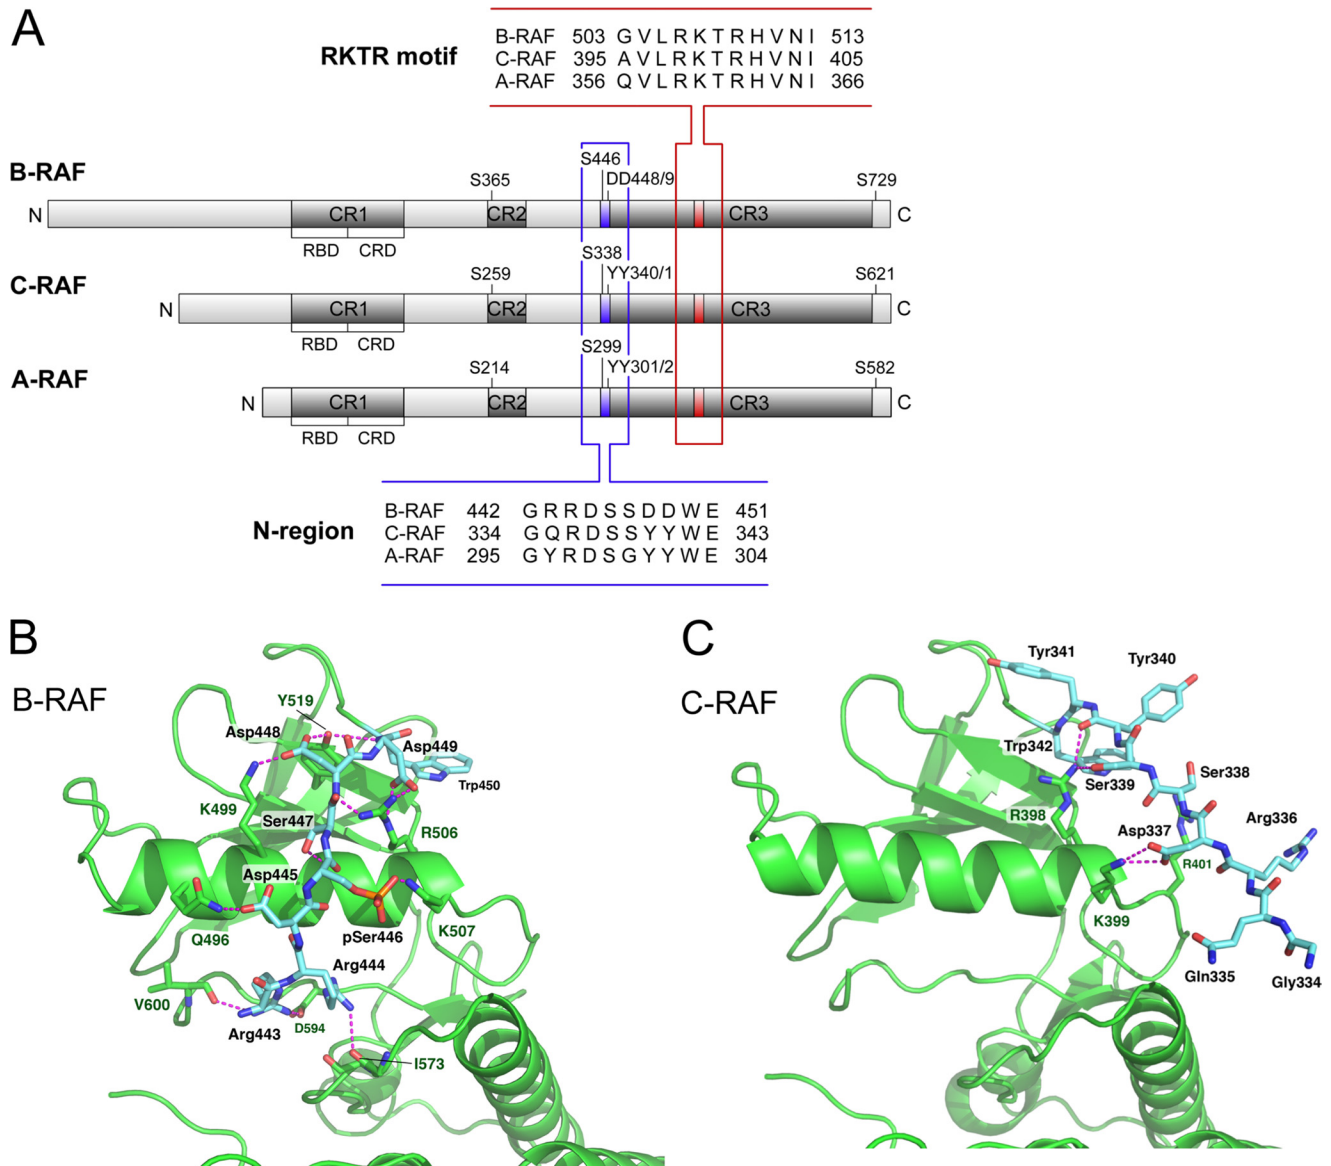 A
RKTR motif
B-RAF 503 G V L R K T R H V N I 513
C-RAF 395 A V L R K T R H V N I 405
A-RAF 356 Q V L R K T R H V N I 366
B-RAF
S365
S446
DD448/9
S729
N
CR1
CR2
CR3
C
RBD CRD
C-RAF
S259
S338
YY340/1
S621
N
CR1
CR2
CR3
C
RBD CRD
A-RAF
S214
S299
YY301/2
S582
N
CR1
CR2
CR3
C
RBD CRD
N-region
B-RAF 442 G R R D S S D D W E 451
C-RAF 334 G Q R D S S Y Y W E 343
A-RAF 295 G Y R D S G Y Y W E 304
B
B-RAF
Y519
Asp448
Asp449
Trp450
K499
Ser447
R506
Asp445
Q496
pSer446
K507
Arg444
V600
Arg443
D594
I573
C
C-RAF
Tyr341
Tyr340
Trp342
Ser339
Ser338
R398
Asp337
Arg336
R401
K399
Gln335
Gly334